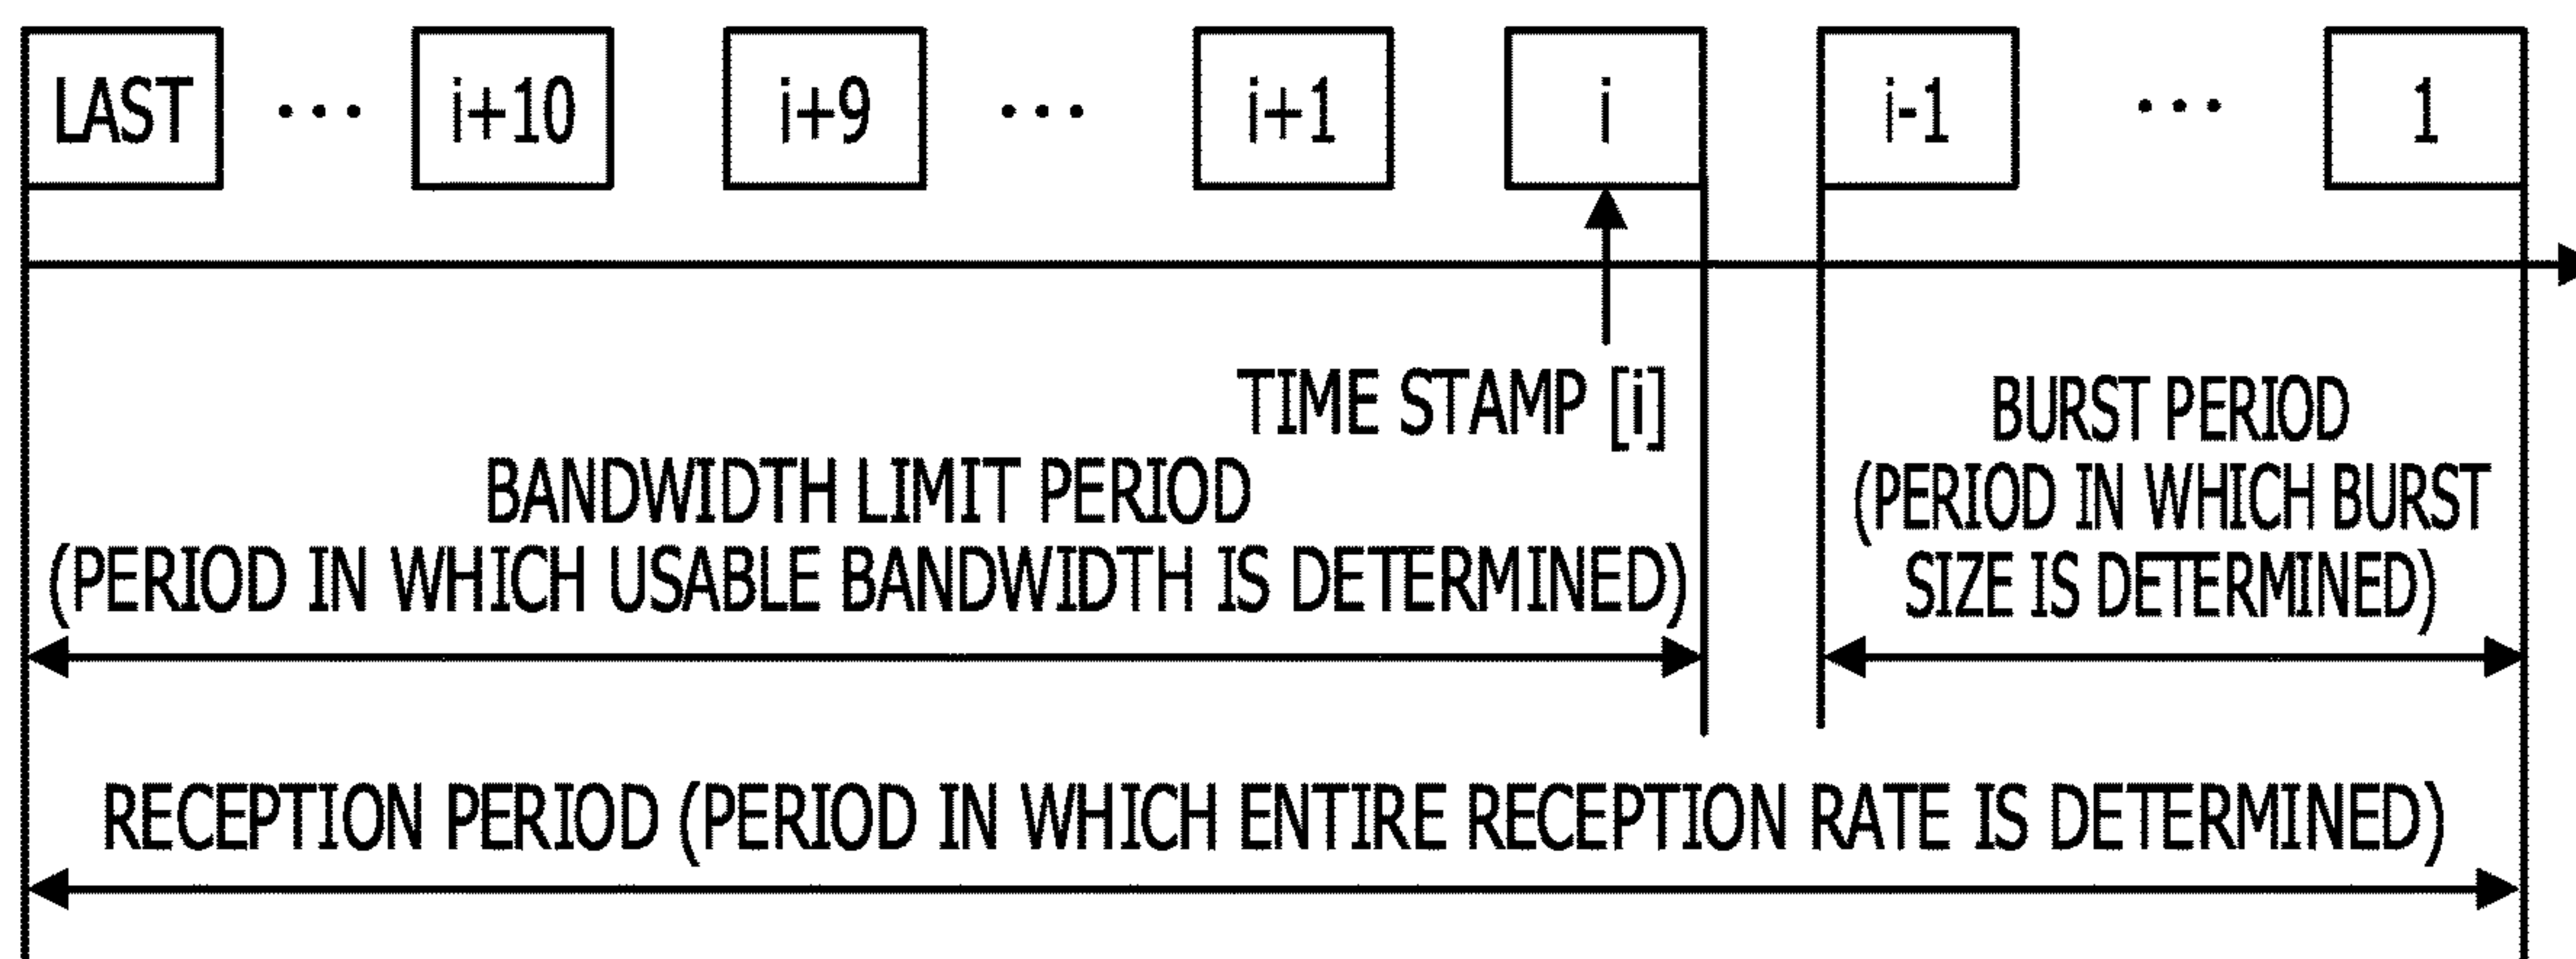 LAST ... i+10 i+9 ... i+1 i i-1 ... 1
TIME STAMP [i]
BANDWIDTH LIMIT PERIOD
(PERIOD IN WHICH USABLE BANDWIDTH IS DETERMINED)
BURST PERIOD
(PERIOD IN WHICH BURST
SIZE IS DETERMINED)
RECEPTION PERIOD (PERIOD IN WHICH ENTIRE RECEPTION RATE IS DETERMINED)